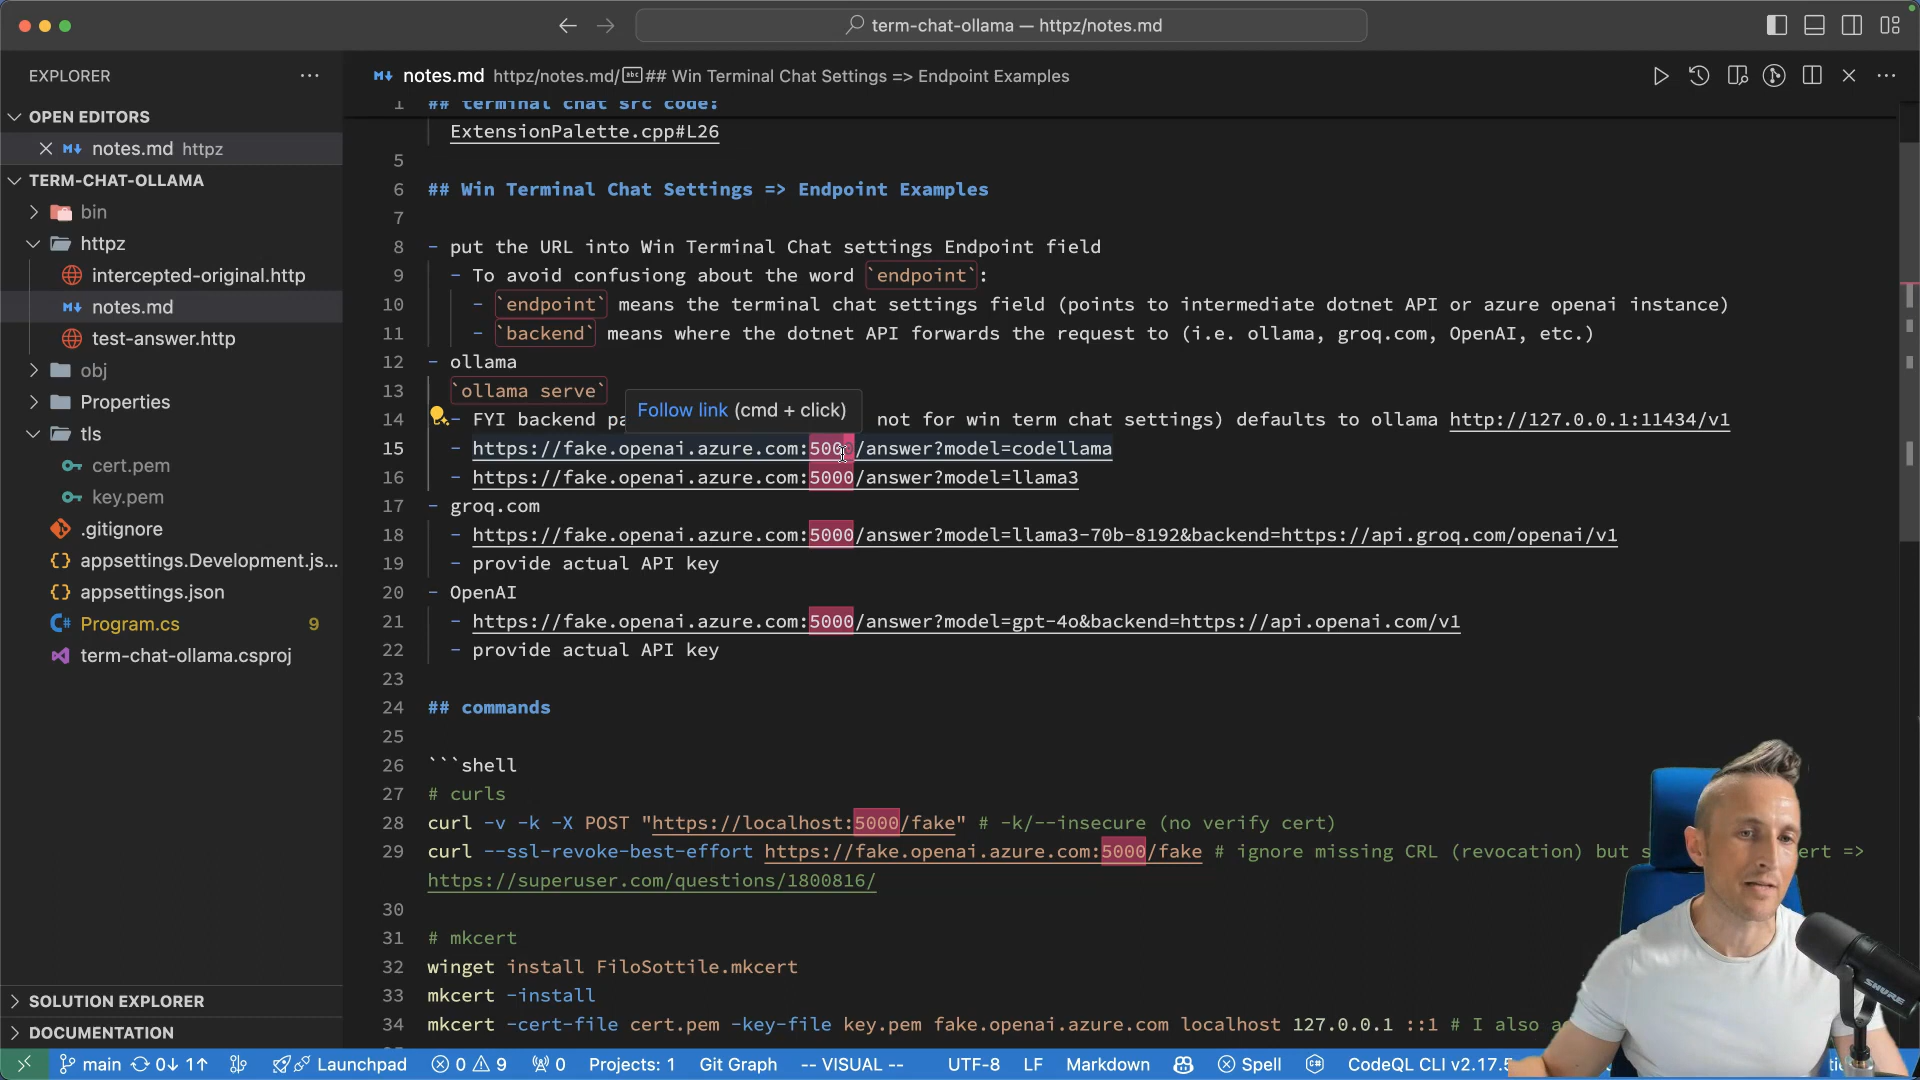 term-chat-ollama — httpz/notes.md
EXPLORER
OPEN EDITORS
notes.md httpz
TERM-CHAT-OLLAMA
bin
httpz
intercepted-original.http
notes.md
test-answer.http
obj
Properties
tls
cert.pem
key.pem
.gitignore
appsettings.Development.js...
appsettings.json
Program.cs 9
term-chat-ollama.csproj
SOLUTION EXPLORER
DOCUMENTATION
notes.md httpz/notes.md/ ## Win Terminal Chat Settings => Endpoint Examples
1 ## terminal chat src code:
ExtensionPalette.cpp#L26
5
6 ## Win Terminal Chat Settings => Endpoint Examples
7
8 - put the URL into Win Terminal Chat settings Endpoint field
9 - To avoid confusiong about the word `endpoint`:
10 - `endpoint` means the terminal chat settings field (points to intermediate dotnet API or azure openai instance)
11 - `backend` means where the dotnet API forwards the request to (i.e. ollama, groq.com, OpenAI, etc.)
12 - ollama
13 `ollama serve`
Follow link (cmd + click)
14 - FYI backend not for win term chat settings) defaults to ollama http://127.0.0.1:11434/v1
15 - https://fake.openai.azure.com:5000/answer?model=codellama
16 - https://fake.openai.azure.com:5000/answer?model=llama3
17 - groq.com
18 - https://fake.openai.azure.com:5000/answer?model=llama3-70b-8192&backend=https://api.groq.com/openai/v1
19 - provide actual API key
20 - OpenAI
21 - https://fake.openai.azure.com:5000/answer?model=gpt-4o&backend=https://api.openai.com/v1
22 - provide actual API key
23
24 ## commands
25
26 ```shell
27 # curls
28 curl -v -k -X POST "https://localhost:5000/fake" # -k/--insecure (no verify cert)
29 curl --ssl-revoke-best-effort https://fake.openai.azure.com:5000/fake # ignore missing CRL (revocation) but =>
https://superuser.com/questions/1800816/
30
31 # mkcert
32 winget install FiloSottile.mkcert
33 mkcert -install
34 mkcert -cert-file cert.pem -key-file key.pem fake.openai.azure.com localhost 127.0.0.1 ::1 # I also
SHURE
main 0↓ 1↑ Launchpad 0 9 0 Projects: 1 Git Graph -- VISUAL -- UTF-8 LF Markdown Spell CodeQL CLI v2.17.5